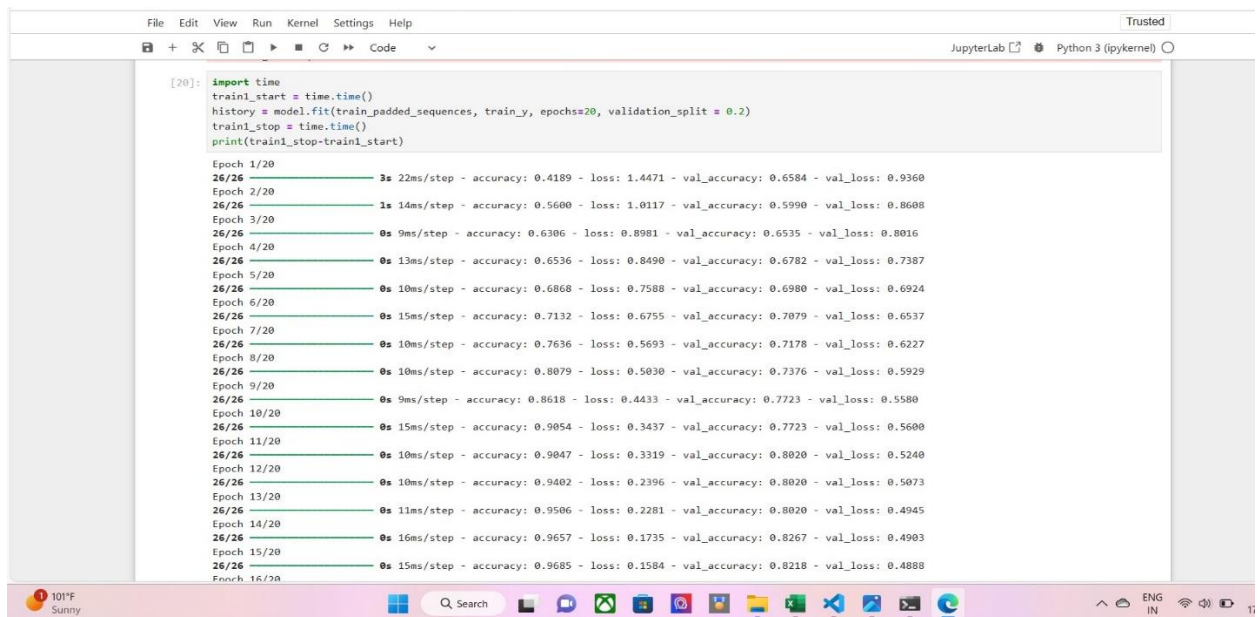 File Edit View Run Kernel Settings Help Trusted
Code JupyterLab Python 3 (ipykernel)
[20]: import time
train1_start = time.time()
history = model.fit(train_padded_sequences, train_y, epochs=20, validation_split = 0.2)
train1_stop = time.time()
print(train1_stop-train1_start)
Epoch 1/20
26/26 3s 22ms/step - accuracy: 0.4189 - loss: 1.4471 - val_accuracy: 0.6584 - val_loss: 0.9360
Epoch 2/20
26/26 1s 14ms/step - accuracy: 0.5600 - loss: 1.0117 - val_accuracy: 0.5990 - val_loss: 0.8608
Epoch 3/20
26/26 0s 9ms/step - accuracy: 0.6306 - loss: 0.8981 - val_accuracy: 0.6535 - val_loss: 0.8016
Epoch 4/20
26/26 0s 13ms/step - accuracy: 0.6536 - loss: 0.8490 - val_accuracy: 0.6782 - val_loss: 0.7387
Epoch 5/20
26/26 0s 10ms/step - accuracy: 0.6868 - loss: 0.7588 - val_accuracy: 0.6980 - val_loss: 0.6924
Epoch 6/20
26/26 0s 15ms/step - accuracy: 0.7132 - loss: 0.6755 - val_accuracy: 0.7079 - val_loss: 0.6537
Epoch 7/20
26/26 0s 10ms/step - accuracy: 0.7636 - loss: 0.5693 - val_accuracy: 0.7178 - val_loss: 0.6227
Epoch 8/20
26/26 0s 10ms/step - accuracy: 0.8079 - loss: 0.5030 - val_accuracy: 0.7376 - val_loss: 0.5929
Epoch 9/20
26/26 0s 9ms/step - accuracy: 0.8618 - loss: 0.4433 - val_accuracy: 0.7723 - val_loss: 0.5580
Epoch 10/20
26/26 0s 15ms/step - accuracy: 0.9054 - loss: 0.3437 - val_accuracy: 0.7723 - val_loss: 0.5600
Epoch 11/20
26/26 0s 10ms/step - accuracy: 0.9047 - loss: 0.3319 - val_accuracy: 0.8020 - val_loss: 0.5240
Epoch 12/20
26/26 0s 10ms/step - accuracy: 0.9402 - loss: 0.2396 - val_accuracy: 0.8020 - val_loss: 0.5073
Epoch 13/20
26/26 0s 11ms/step - accuracy: 0.9506 - loss: 0.2281 - val_accuracy: 0.8020 - val_loss: 0.4945
Epoch 14/20
26/26 0s 16ms/step - accuracy: 0.9657 - loss: 0.1735 - val_accuracy: 0.8267 - val_loss: 0.4903
Epoch 15/20
26/26 0s 15ms/step - accuracy: 0.9685 - loss: 0.1584 - val_accuracy: 0.8218 - val_loss: 0.4888
Epoch 16/20
1 101°F
Sunny
Search
ENG
IN
17